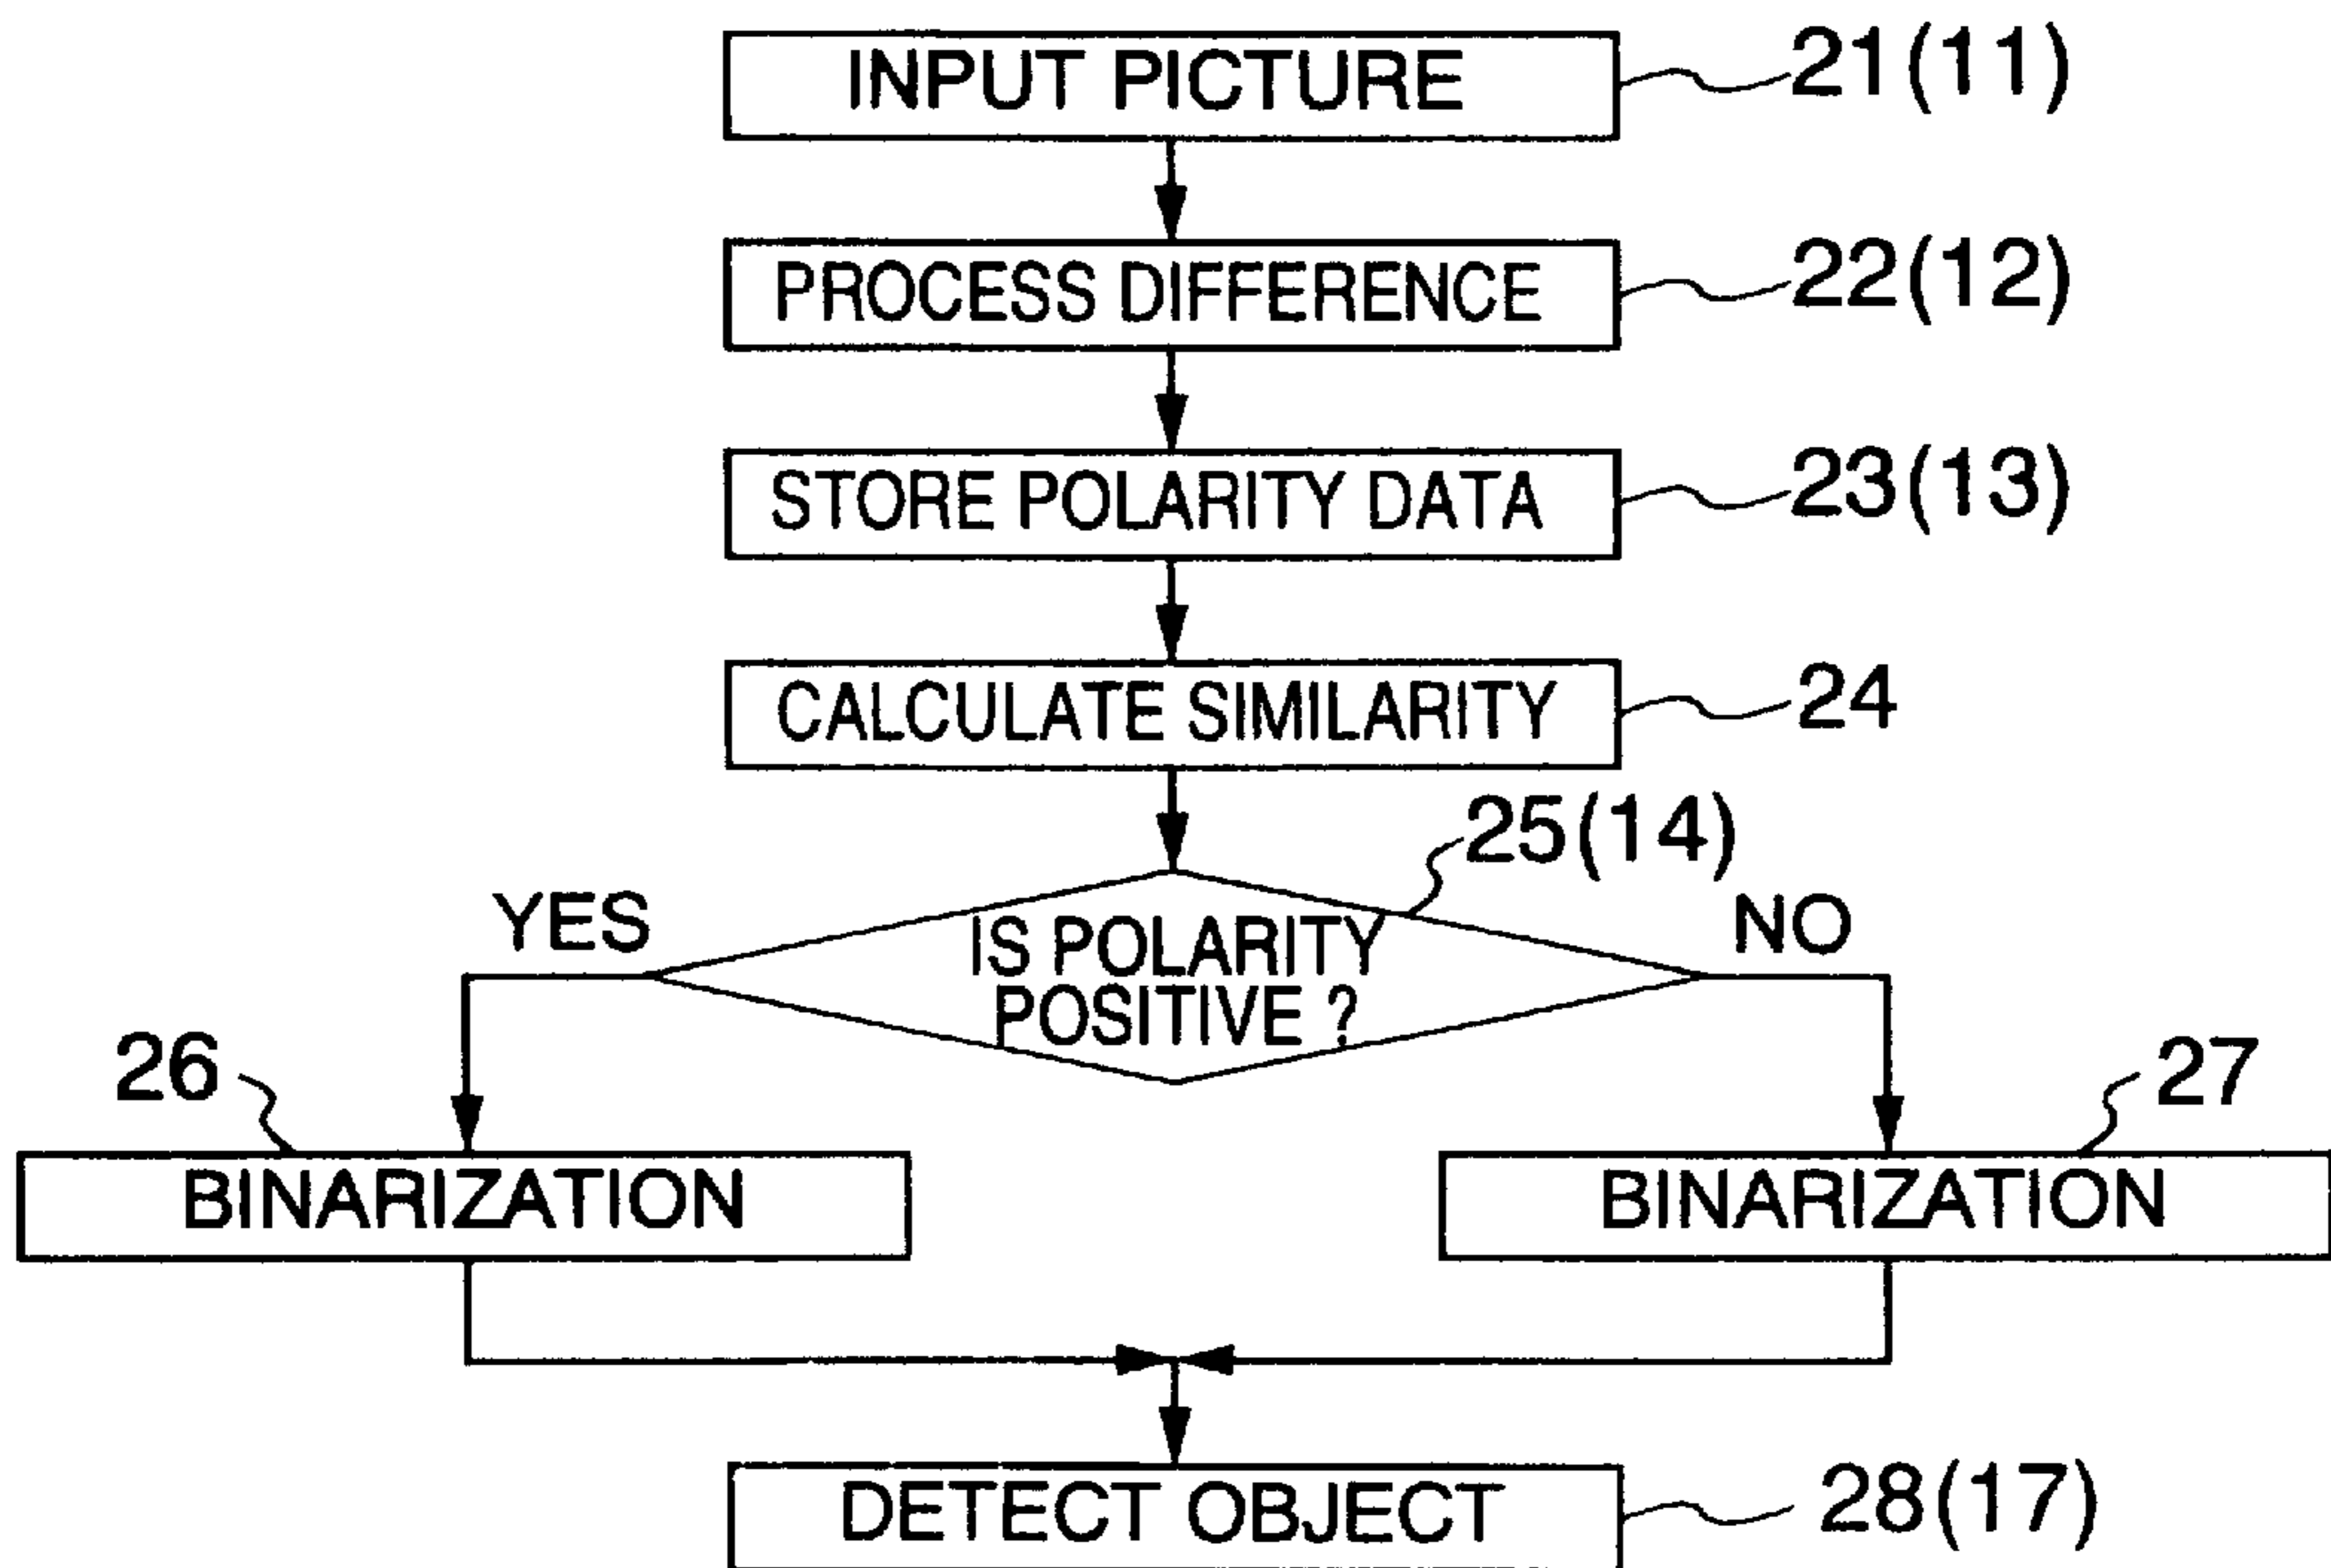 INPUT PICTURE 21(11)
PROCESS DIFFERENCE 22(12)
STORE POLARITY DATA 23(13)
CALCULATE SIMILARITY 24
25(14)
YES
IS POLARITY
POSITIVE ?
NO
26
27
BINARIZATION
BINARIZATION
DETECT OBJECT 28(17)